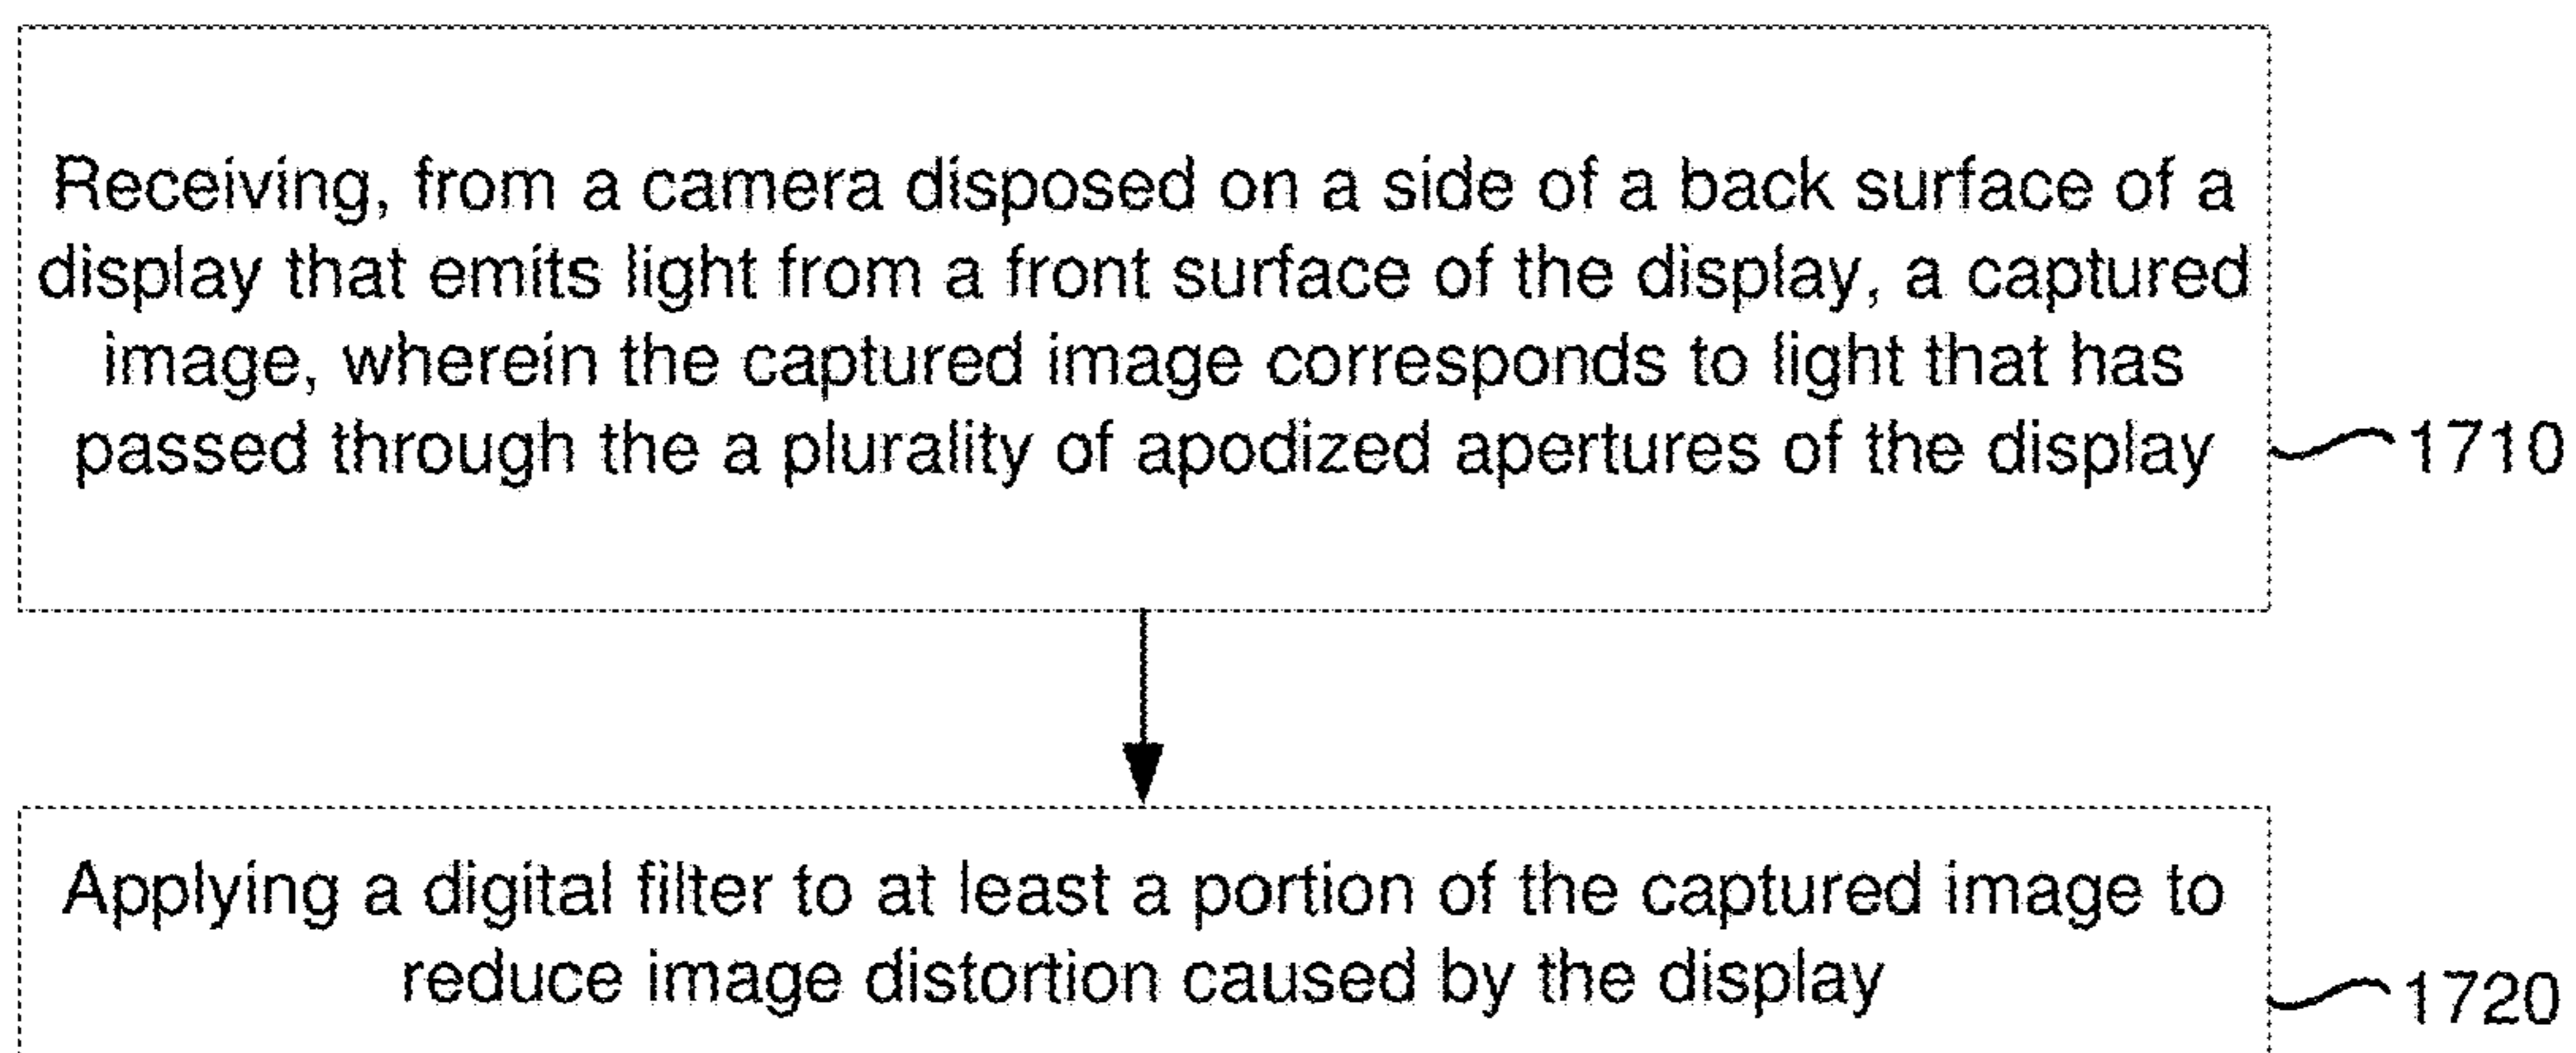 Receiving, from a camera disposed on a side of a back surface of a
display that emits light from a front surface of the display, a captured
image, wherein the captured image corresponds to light that has
passed through the a plurality of apodized apertures of the display
1710
Applying a digital filter to at least a portion of the captured image to
reduce image distortion caused by the display
1720